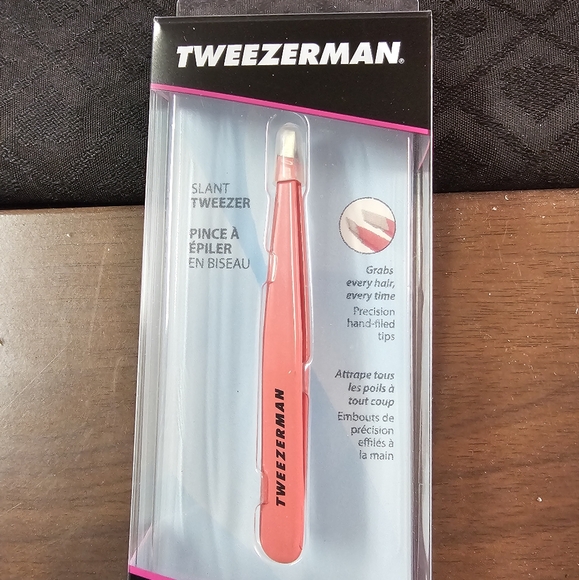 TWEEZERMAN®
SLANT
TWEEZER
PINCE À
ÉPILER
EN BISEAU
Grabs
every hair,
every time
Precision
hand-filed
tips
Attrape tous
les poils à
tout coup
Embouts de
précision
effilés à
la main
TWEEZERMAN